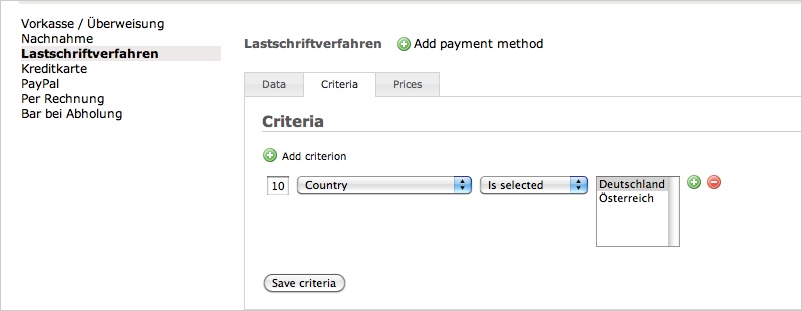 Vorkasse / Überweisung
Nachnahme
Lastschriftverfahren
Kreditkarte
PayPal
Per Rechnung
Bar bei Abholung
Lastschriftverfahren Add payment method
Data Criteria Prices
Criteria
Add criterion
10 Country Is selected Deutschland
Österreich
Save criteria